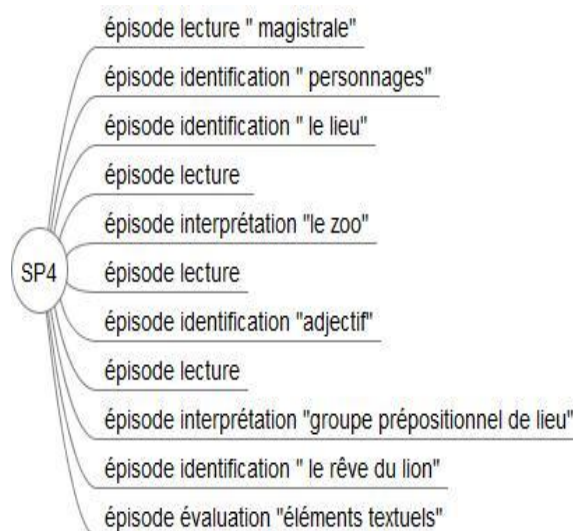 épisode lecture " magistrale"
épisode identification " personnages"
épisode identification " le lieu"
épisode lecture
épisode interprétation "le zoo"
SP4
épisode lecture
épisode identification "adjectif"
épisode lecture
épisode interprétation "groupe prépositionnel de lieu"
épisode identification " le rêve du lion"
épisode évaluation "éléments textuels"